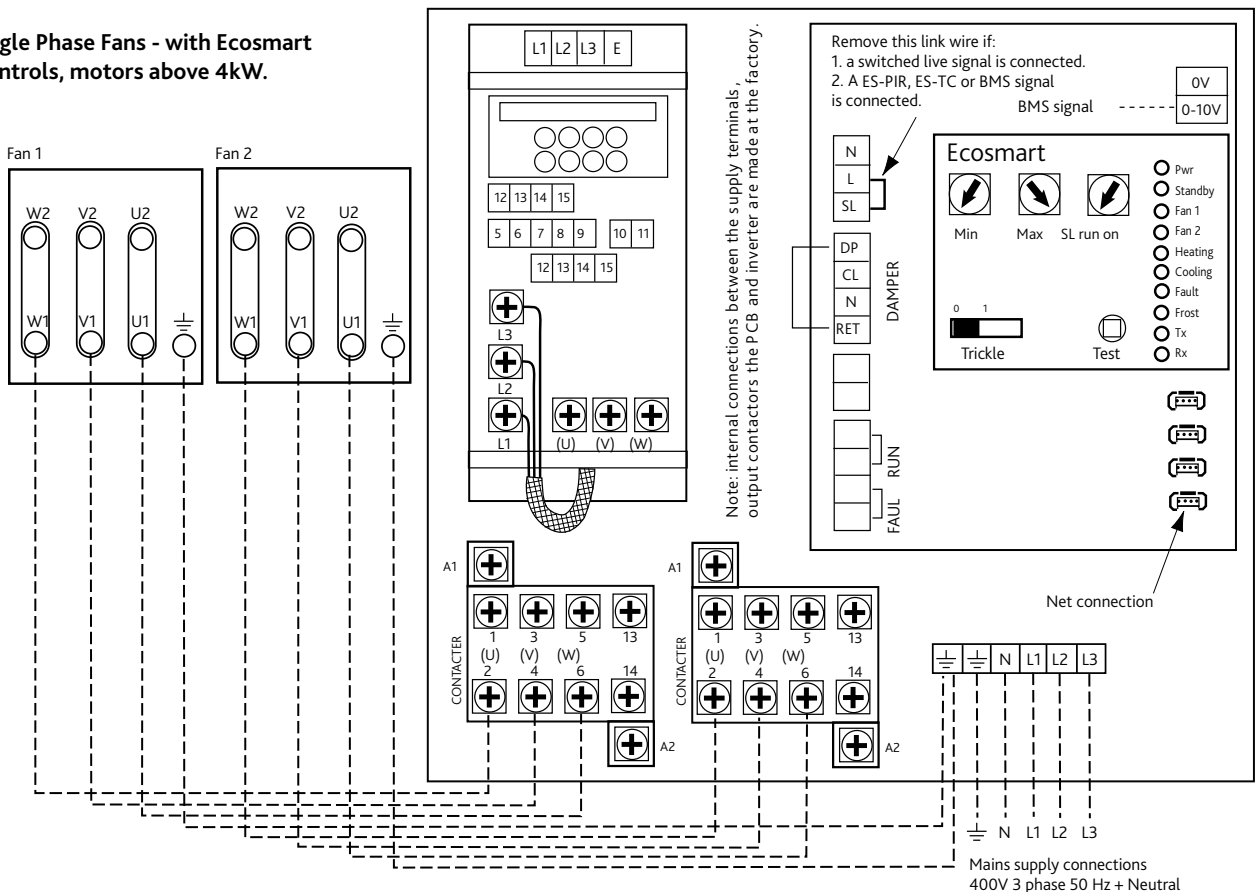 gle Phase Fans - with Ecosmart
ntrols, motors above 4kW.
Fan 1
W2 V2 U2
W1 V1 U1
Fan 2
W2 V2 U2
W1 V1 U1
L1 L2 L3 E
12 13 14 15
5 6 7 8 9 10 11
12 13 14 15
L3
L2
L1 (U) (V) (W)
Note: internal connections between the supply terminals,
output contactors the PCB and inverter are made at the factory.
Remove this link wire if:
1. a switched live signal is connected.
2. A ES-PIR, ES-TC or BMS signal
is connected.
BMS signal
0V
0-10V
N
L
SL
DP
CL
N
RET
DAMPER
RUN
FAUL
Ecosmart
Min Max SL run on
0 1
Trickle
Test
Pwr
Standby
Fan 1
Fan 2
Heating
Cooling
Fault
Frost
Tx
Rx
Net connection
A1
CONTACTER
1 3 5 13
(U) (V) (W)
2 4 6 14
A2
A1
CONTACTER
1 3 5 13
(U) (V) (W)
2 4 6 14
A2
N L1 L2 L3
N L1 L2 L3
Mains supply connections
400V 3 phase 50 Hz + Neutral